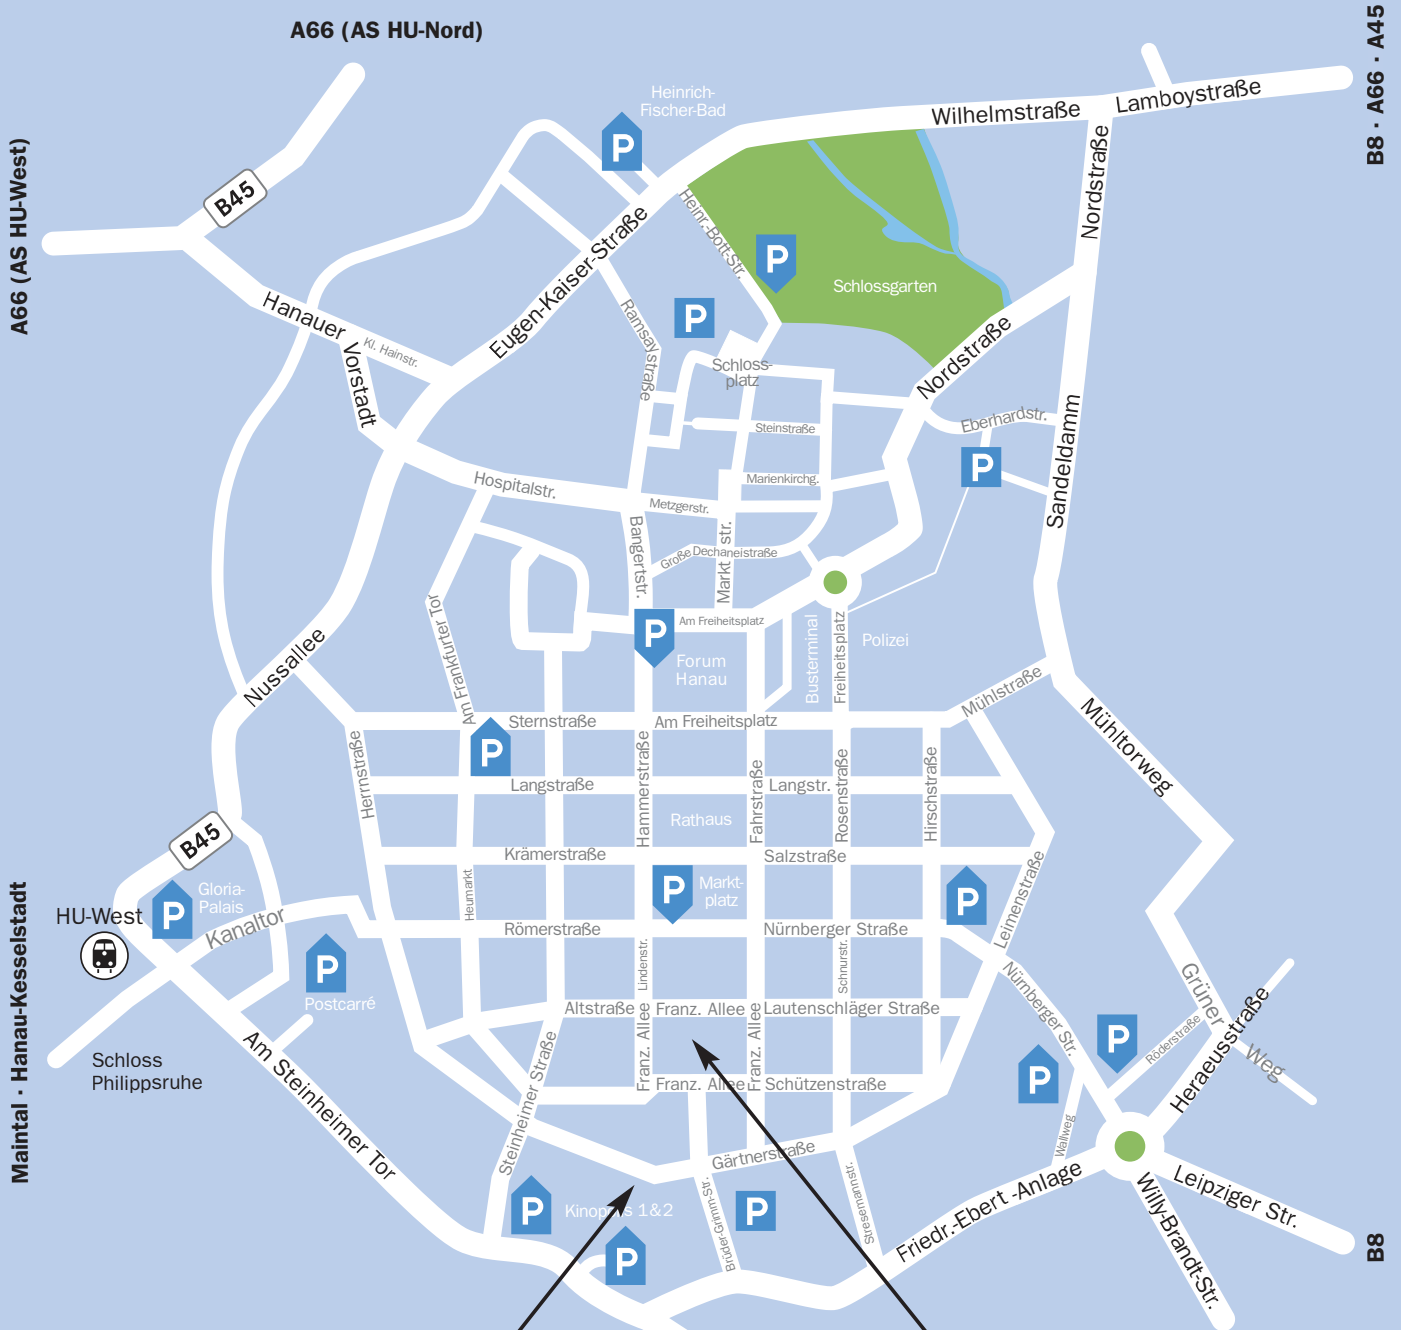 A66 (AS HU-Nord)
B8 · A66 · A45
A66 (AS HU-West)
Heinrich-
Fischer-Bad
P
Wilhelmstraße
Lamboystraße
Nordstraße
B45
Heinr.-Bott-Str.
P
Schlossgarten
Eugen-Kaiser-Straße
Hanauer
Vorstadt
Kl. Hainstr.
Ramsaystraße
P
Schloss-
platz
Nordstraße
Eberhardstr.
Steinstraße
P
Sandeldamm
Hospitalstr.
Marienkirchg.
Metzgerstr.
Bangertstr.
Große Dechaneistraße
Markt str.
Am Frankfurter Tor
P
Am Freiheitsplatz
Forum
Hanau
Busterminal
Freiheitsplatz
Polizei
Nussallee
Mühlstraße
Mühltorweg
Sternstraße
Am Freiheitsplatz
P
Herrnstraße
Hammerstraße
Fahrstraße
Rosenstraße
Hirschstraße
Langstraße
Langstr.
Rathaus
B45
Krämerstraße
Salzstraße
Heumarkt
P
Markt-
platz
P
Leimenstraße
HU-West
P
Gloria-
Palais
Kanaltor
Römerstraße
Nürnberger Straße
Lindenstr.
Schnurstr.
P
Postcarré
Nürnberger Str.
Grüner
Weg
Altstraße
Franz. Allee
Lautenschläger Straße
Franz. Allee
Franz. Allee
Franz. Allee
Schützenstraße
P
P
Röderstraße
Heraeusstraße
Maintal · Hanau-Kesselstadt
Schloss
Philippsruhe
Am Steinheimer Tor
Steinheimer Straße
Gärtnerstraße
Wallweg
P
Kinop s 1&2
P
P
Brüder-Grimm-Str.
Stresemannstr.
Friedr.-Ebert -Anlage
Leipziger Str.
Willy-Brandt-Str.
B8